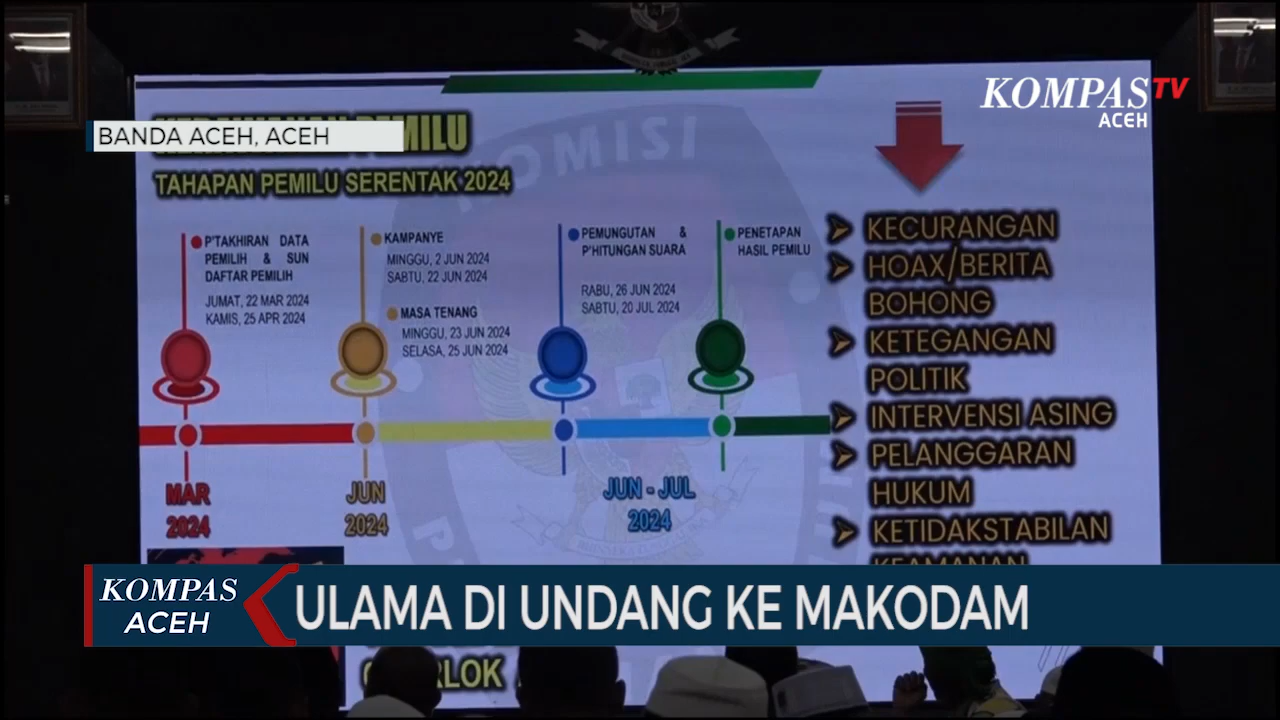 KOMPAS TV
ACEH
BANDA ACEH, ACEH
PEMILU
TAHAPAN PEMILU SERENTAK 2024
P'TAKHIRAN DATA
PEMILIH & SUN
DAFTAR PEMILIH
JUMAT, 22 MAR 2024
KAMIS, 25 APR 2024
KAMPANYE
MINGGU, 2 JUN 2024
SABTU, 22 JUN 2024
MASA TENANG
MINGGU, 23 JUN 2024
SELASA, 25 JUN 2024
PEMUNGUTAN &
P'HITUNGAN SUARA
RABU, 26 JUN 2024
SABTU, 20 JUL 2024
PENETAPAN
HASIL PEMILU
MAR
2024
JUN
2024
JUN - JUL
2024
KECURANGAN
HOAX/BERITA
BOHONG
KETEGANGAN
POLITIK
INTERVENSI ASING
PELANGGARAN
HUKUM
KETIDAKSTABILAN
KEAMANAN
KOMISI
KOMPAS
ACEH
ULAMA DI UNDANG KE MAKODAM